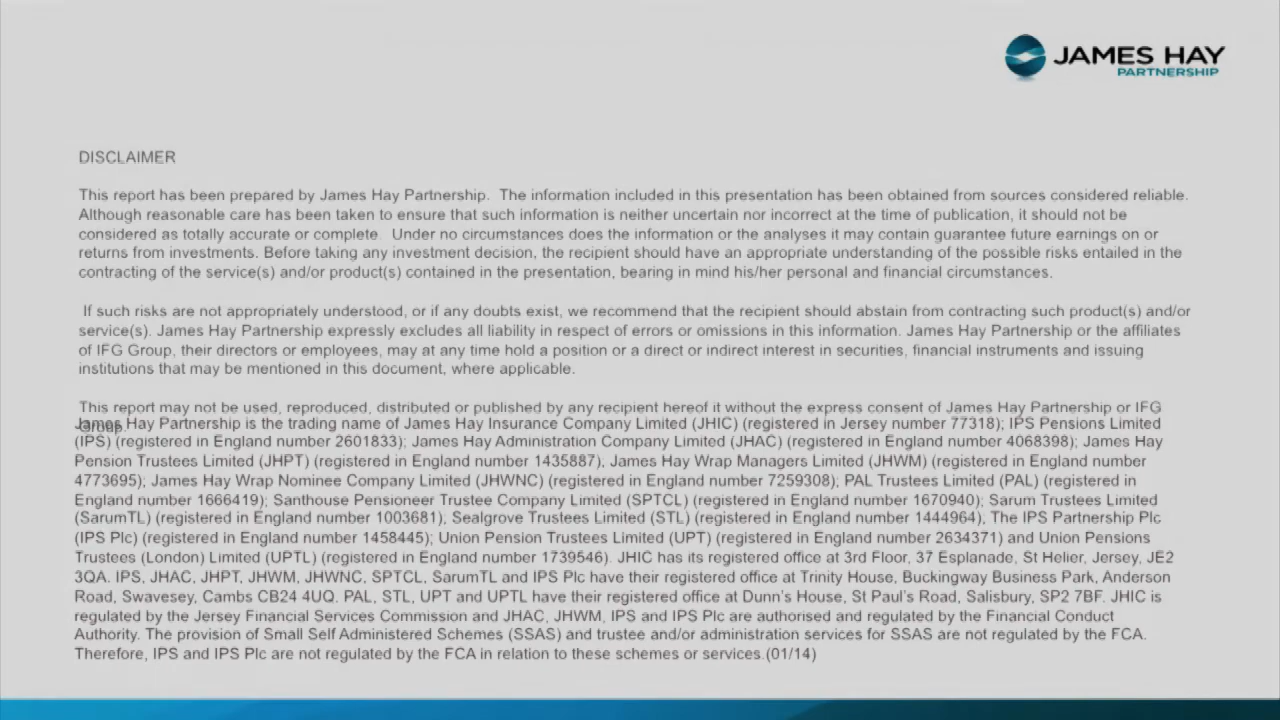 JAMES HAY
PARTNERSHIP
DISCLAIMER
This report has been prepared by James Hay Partnership.  The information included in this presentation has been obtained from sources considered reliable.
Although reasonable care has been taken to ensure that such information is neither uncertain nor incorrect at the time of publication, it should not be
considered as totally accurate or complete.  Under no circumstances does the information or the analyses it may contain guarantee future earnings on or
returns from investments. Before taking any investment decision, the recipient should have an appropriate understanding of the possible risks entailed in the
contracting of the service(s) and/or product(s) contained in the presentation, bearing in mind his/her personal and financial circumstances.
If such risks are not appropriately understood, or if any doubts exist, we recommend that the recipient should abstain from contracting such product(s) and/or
service(s). James Hay Partnership expressly excludes all liability in respect of errors or omissions in this information. James Hay Partnership or the affiliates
of IFG Group, their directors or employees, may at any time hold a position or a direct or indirect interest in securities, financial instruments and issuing
institutions that may be mentioned in this document, where applicable.
This report may not be used, reproduced, distributed or published by any recipient hereof it without the express consent of James Hay Partnership or IFG
Group.
James Hay Partnership is the trading name of James Hay Insurance Company Limited (JHIC) (registered in Jersey number 77318); IPS Pensions Limited
(IPS) (registered in England number 2601833); James Hay Administration Company Limited (JHAC) (registered in England number 4068398); James Hay
Pension Trustees Limited (JHPT) (registered in England number 1435887); James Hay Wrap Managers Limited (JHWM) (registered in England number
4773695); James Hay Wrap Nominee Company Limited (JHWNC) (registered in England number 7259308); PAL Trustees Limited (PAL) (registered in
England number 1666419); Santhouse Pensioneer Trustee Company Limited (SPTCL) (registered in England number 1670940); Sarum Trustees Limited
(SarumTL) (registered in England number 1003681); Sealgrove Trustees Limited (STL) (registered in England number 1444964); The IPS Partnership Plc
(IPS Plc) (registered in England number 1458445); Union Pension Trustees Limited (UPT) (registered in England number 2634371) and Union Pensions
Trustees (London) Limited (UPTL) (registered in England number 1739546). JHIC has its registered office at 3rd Floor, 37 Esplanade, St Helier, Jersey, JE2
3QA. IPS, JHAC, JHPT, JHWM, JHWNC, SPTCL, SarumTL and IPS Plc have their registered office at Trinity House, Buckingway Business Park, Anderson
Road, Swavesey, Cambs CB24 4UQ. PAL, STL, UPT and UPTL have their registered office at Dunn's House, St Paul's Road, Salisbury, SP2 7BF. JHIC is
regulated by the Jersey Financial Services Commission and JHAC, JHWM, IPS and IPS Plc are authorised and regulated by the Financial Conduct
Authority. The provision of Small Self Administered Schemes (SSAS) and trustee and/or administration services for SSAS are not regulated by the FCA.
Therefore, IPS and IPS Plc are not regulated by the FCA in relation to these schemes or services.(01/14)